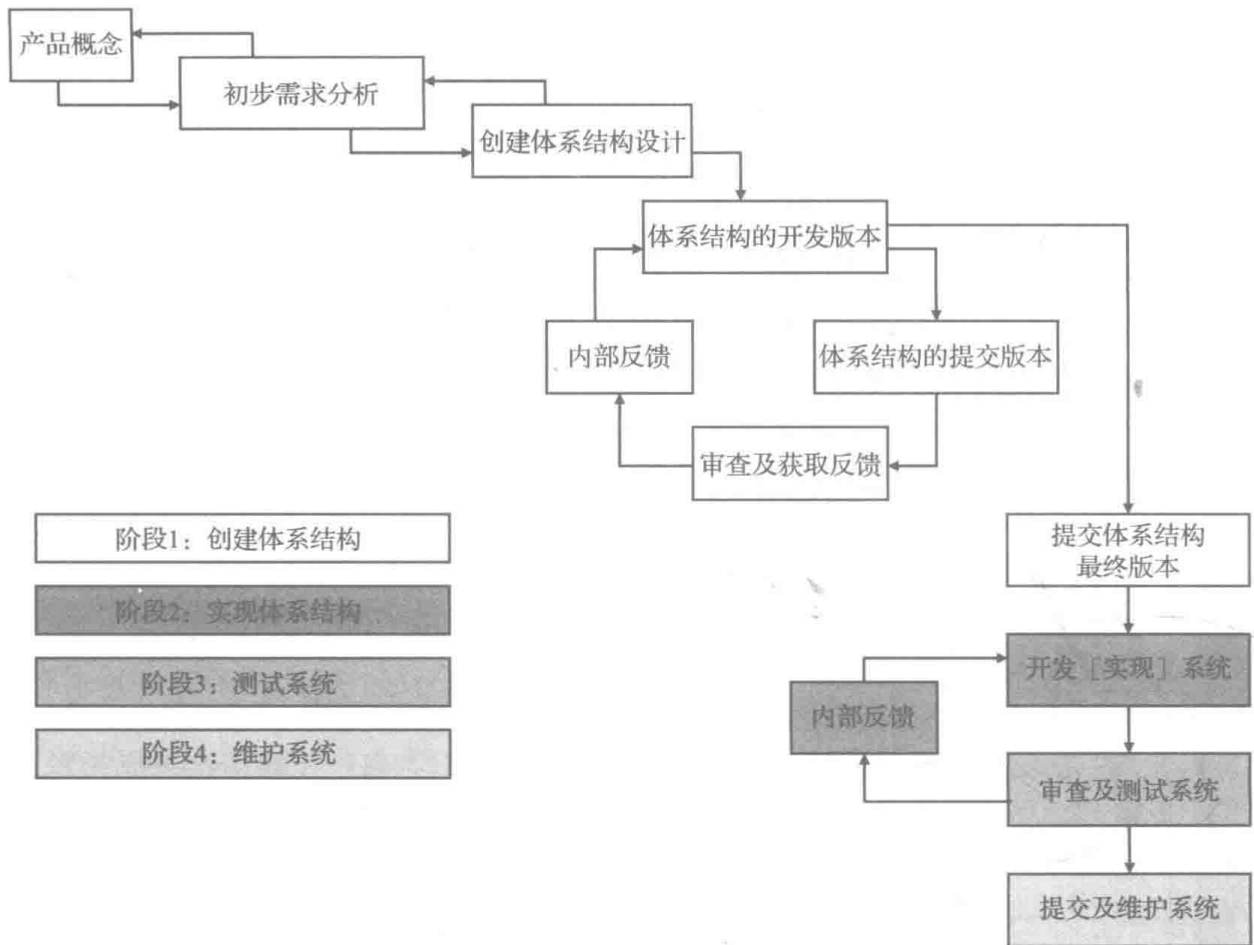 产品概念
初步需求分析
创建体系结构设计
体系结构的开发版本
内部反馈
体系结构的提交版本
审查及获取反馈
阶段1：创建体系结构
阶段2：实现体系结构
阶段3：测试系统
阶段4：维护系统
提交体系结构
最终版本
开发［实现］系统
内部反馈
审查及测试系统
提交及维护系统